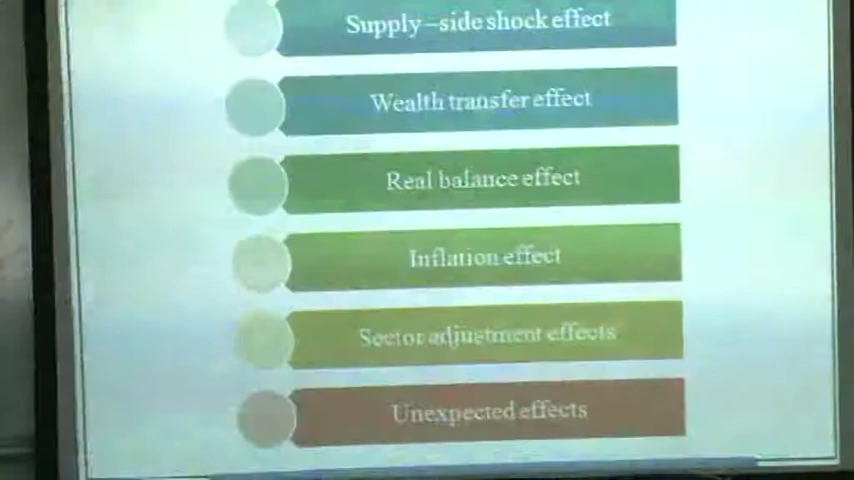 Supply-side shock effect
Wealth transfer effect
Real balance effect
Inflation effect
Sector adjustment effects
Unexpected effects